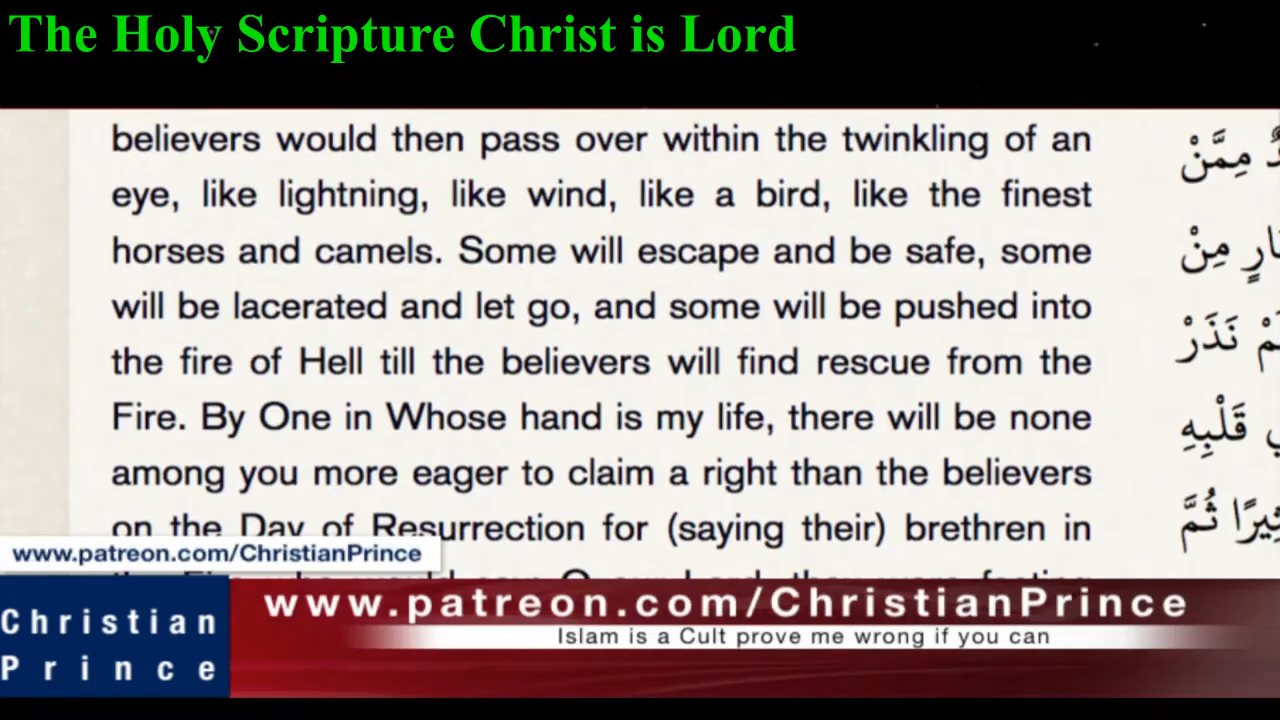 The Holy Scripture Christ is Lord
believers would then pass over within the twinkling of an
eye, like lightning, like wind, like a bird, like the finest
horses and camels. Some will escape and be safe, some
will be lacerated and let go, and some will be pushed into
the fire of Hell till the believers will find rescue from the
Fire. By One in Whose hand is my life, there will be none
among you more eager to claim a right than the believers
on the Day of Resurrection for (saying their) brethren in
مِمَّنْ
مِنْ
نَذَرْ
قَلْبِهِ
ثُمَّ
www.patreon.com/ChristianPrince
Christian
Prince
www.patreon.com/ChristianPrince
Islam is a Cult prove me wrong if you can